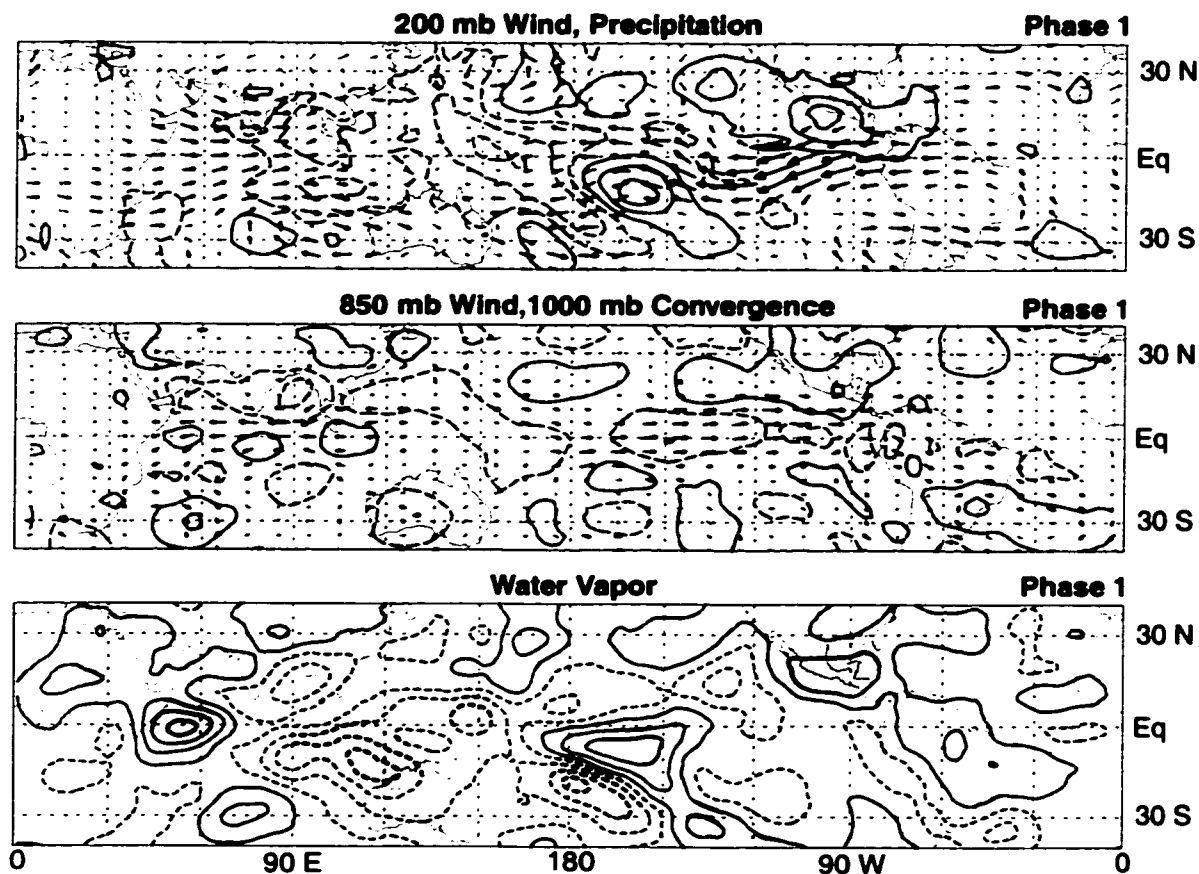 200 mb Wind, Precipitation Phase 1
30 N
Eq
30 S
850 mb Wind,1000 mb Convergence Phase 1
30 N
Eq
30 S
Water Vapor Phase 1
30 N
Eq
30 S
0 90 E 180 90 W 0